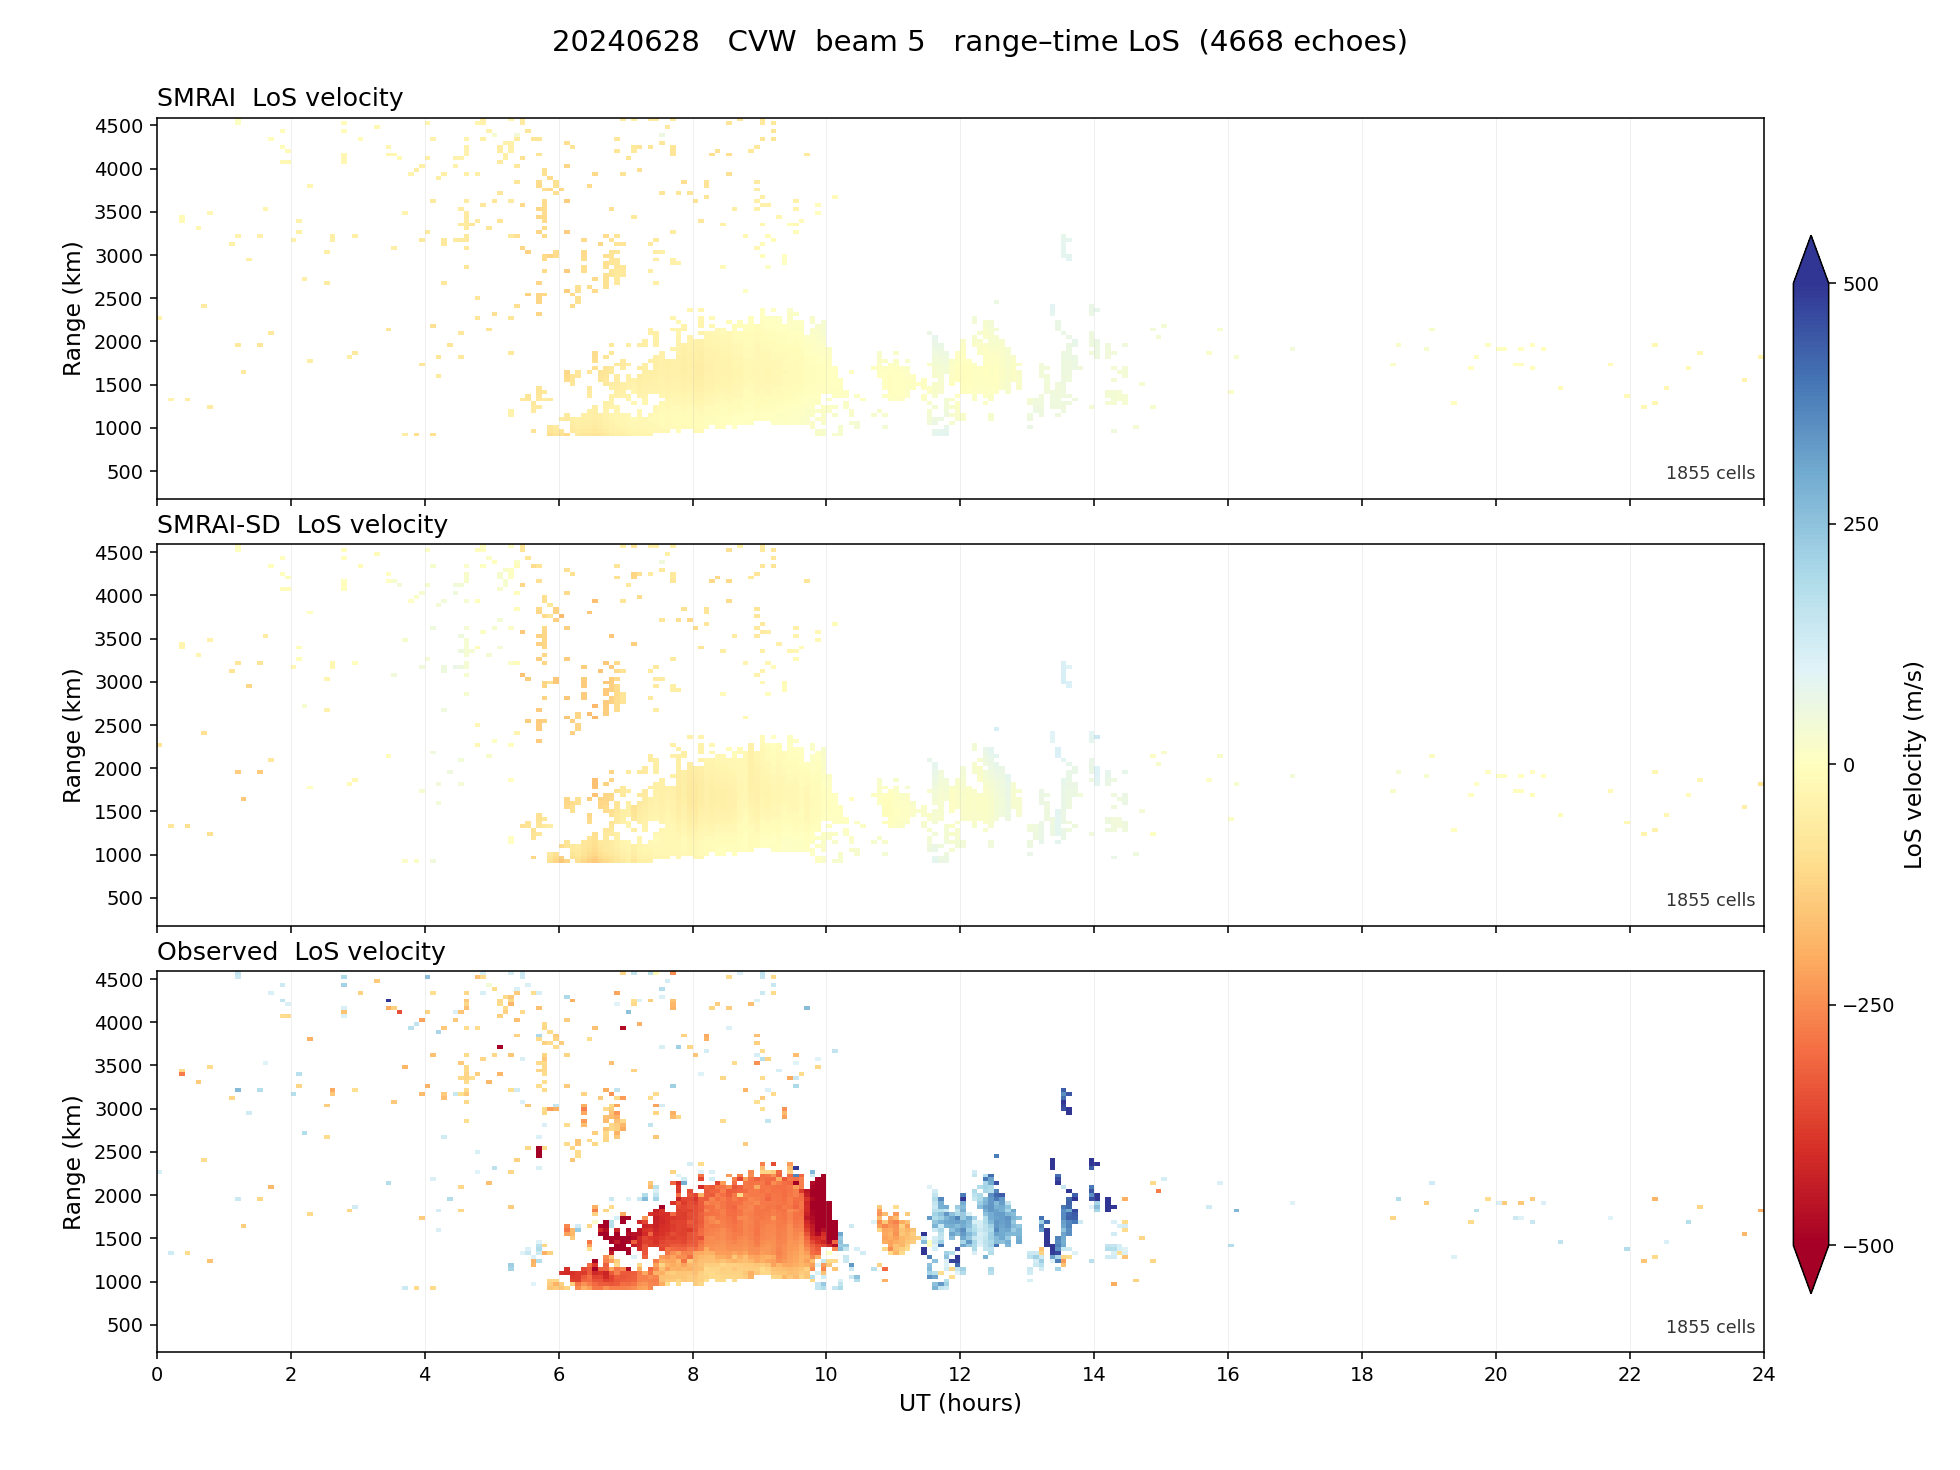 20240628   CVW  beam 5   range–time LoS  (4668 echoes)
SMRAI  LoS velocity
4500
4000
3500
3000
2500
2000
1500
1000
500
Range (km)
1855 cells
SMRAI-SD  LoS velocity
4500
4000
3500
3000
2500
2000
1500
1000
500
Range (km)
1855 cells
Observed  LoS velocity
4500
4000
3500
3000
2500
2000
1500
1000
500
Range (km)
1855 cells
0 2 4 6 8 10 12 14 16 18 20 22 24
UT (hours)
500
250
0
−250
−500
LoS velocity (m/s)